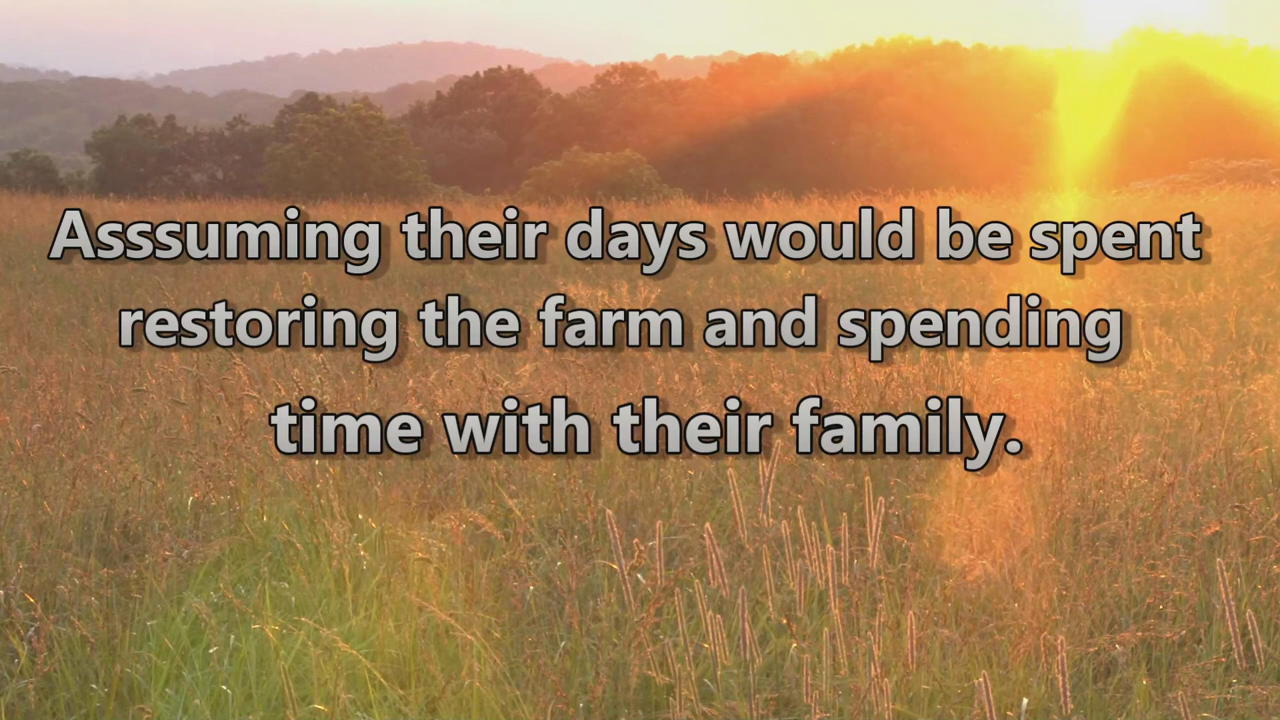 Asssuming their days would be spent
restoring the farm and spending
time with their family.